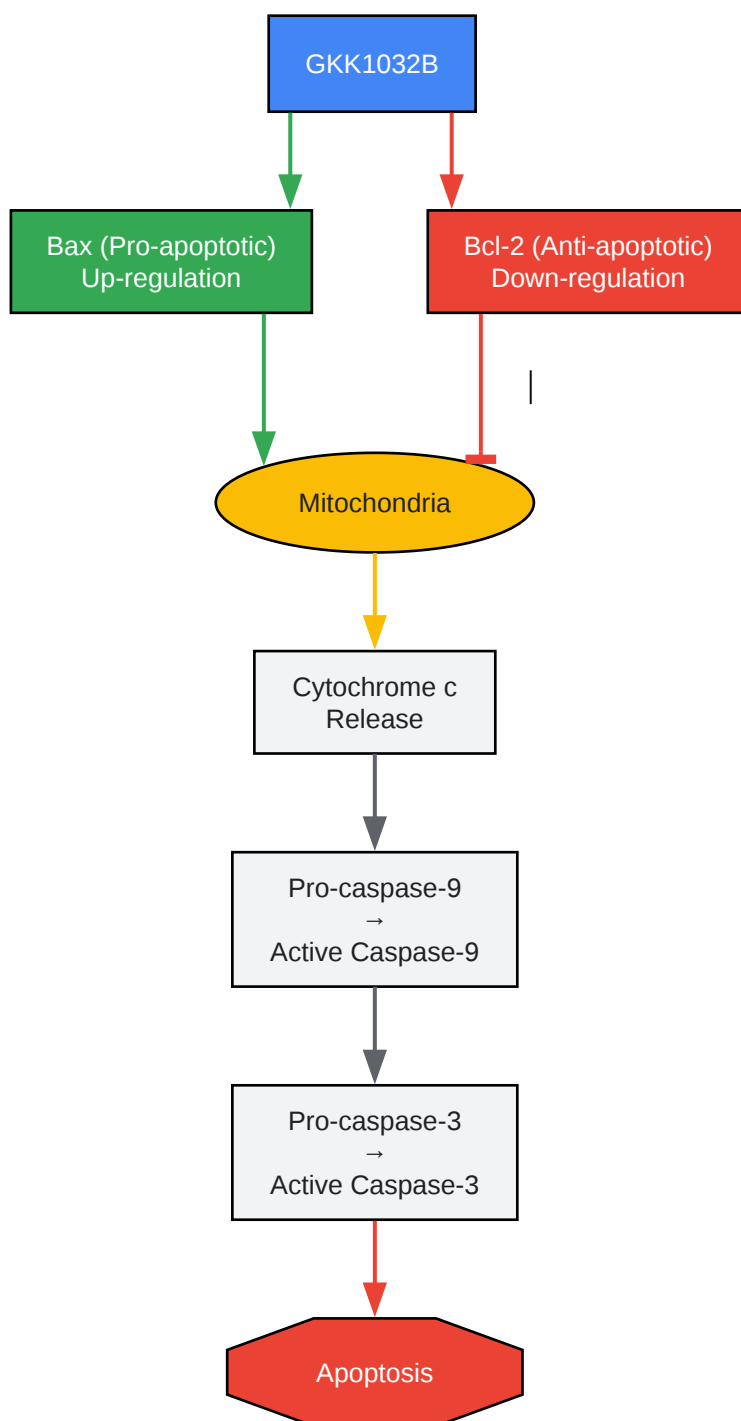 GKK1032B
Bax (Pro-apoptotic)
Up-regulation
Bcl-2 (Anti-apoptotic)
Down-regulation
|
Mitochondria
Cytochrome c
Release
Pro-caspase-9
→
Active Caspase-9
Pro-caspase-3
→
Active Caspase-3
Apoptosis